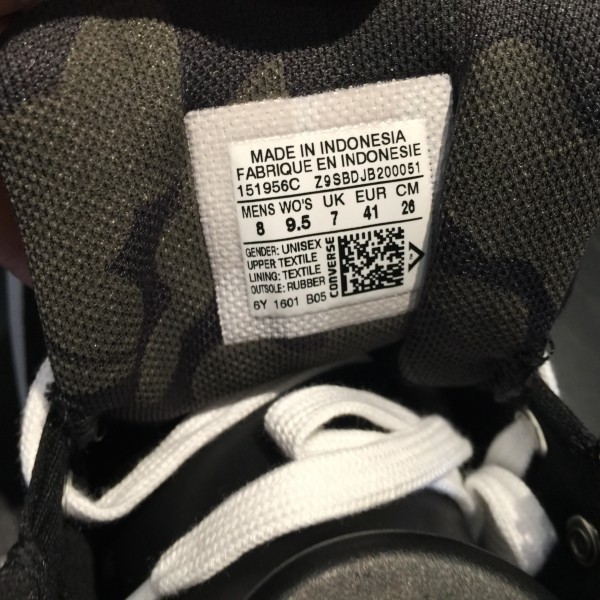 MADE IN INDONESIA
FABRIQUE EN INDONESIE
151956C Z9SBDJB200051
MENS WO'S UK EUR CM
8 9.5 7 41 26
GENDER: UNISEX
UPPER TEXTILE
LINING: TEXTILE
OUTSOLE: RUBBER
6Y 1601 B05
CONVERSE